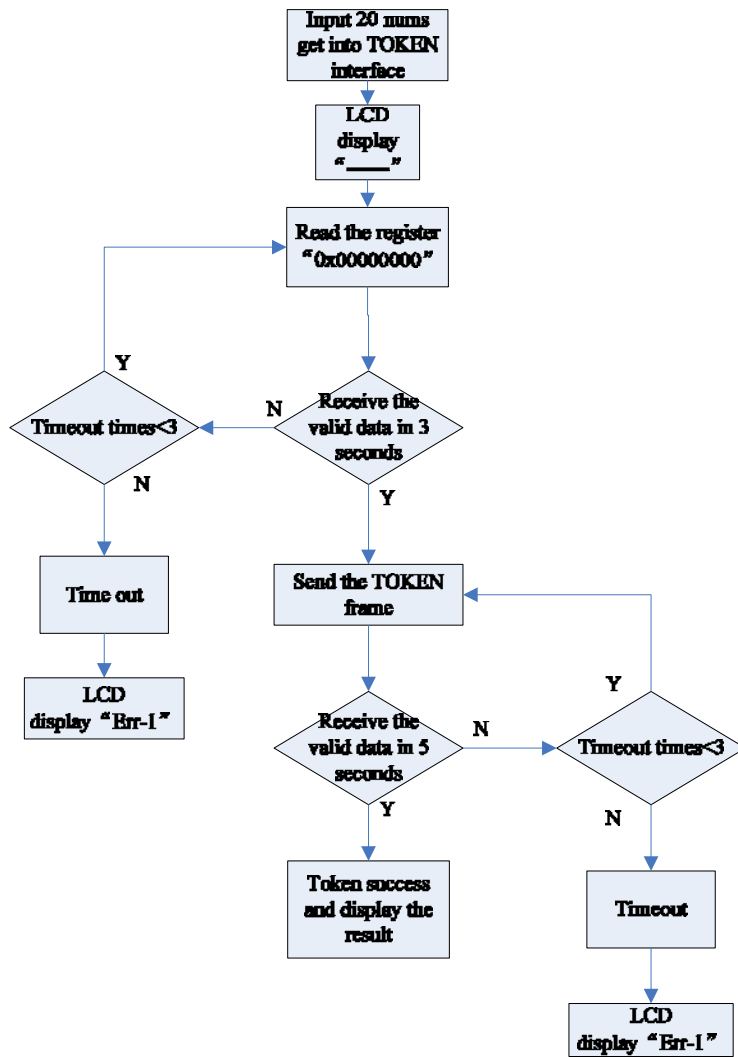 Input 20 nums
get into TOKEN
interface
LCD
display
“____”
Read the register
“0x00000000”
Y
Timeout times<3
N
Receive the
valid data in 3
seconds
N
Y
Time out
Send the TOKEN
frame
LCD
display “Err-1”
Receive the
valid data in 5
seconds
N
Y
Timeout times<3
Y
N
Token success
and display the
result
Timeout
LCD
display “Err-1”